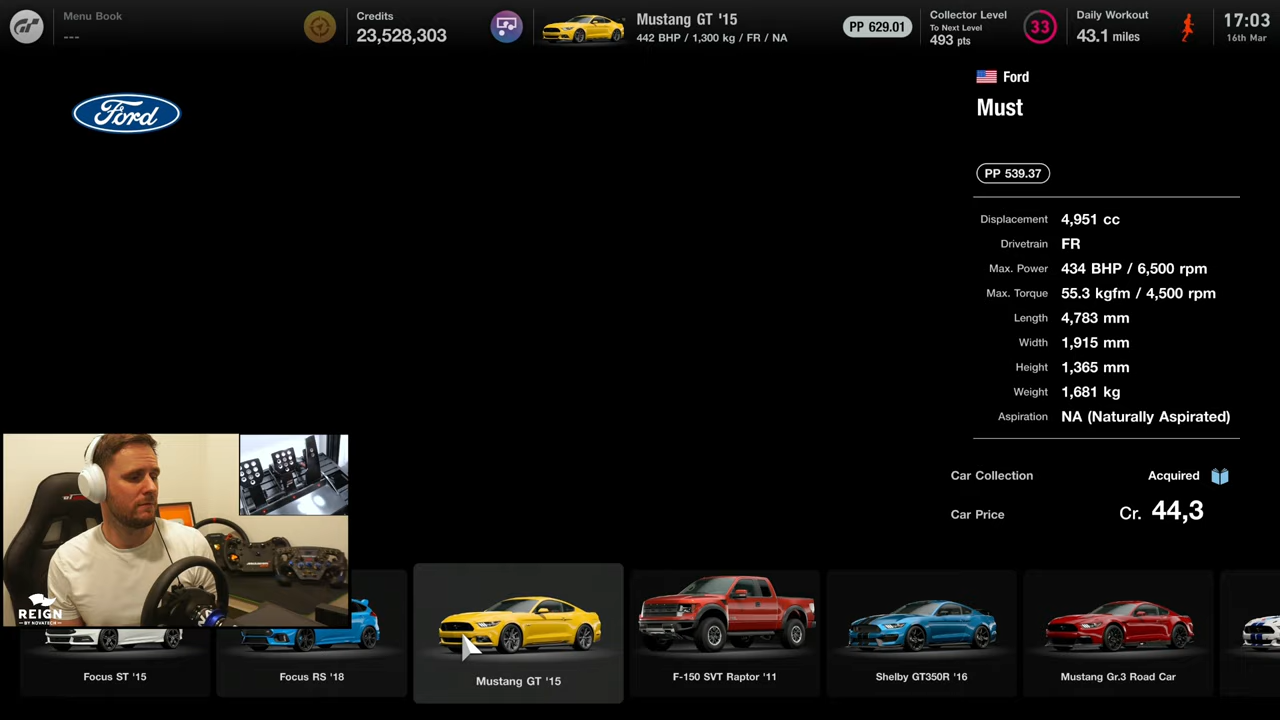 Menu Book
---
Credits
23,528,303
Mustang GT '15
442 BHP / 1,300 kg / FR / NA
PP 629.01
Collector Level
To Next Level
493 pts
33
Daily Workout
43.1 miles
17:03
16th Mar
Ford
Ford
Must
PP 539.37
Displacement 4,951 cc
Drivetrain FR
Max. Power 434 BHP / 6,500 rpm
Max. Torque 55.3 kgfm / 4,500 rpm
Length 4,783 mm
Width 1,915 mm
Height 1,365 mm
Weight 1,681 kg
Aspiration NA (Naturally Aspirated)
Car Collection Acquired
Car Price Cr. 44,3
REIGN
BY NOVATECH
Focus ST '15
Focus RS '18
Mustang GT '15
F-150 SVT Raptor '11
Shelby GT350R '16
Mustang Gr.3 Road Car